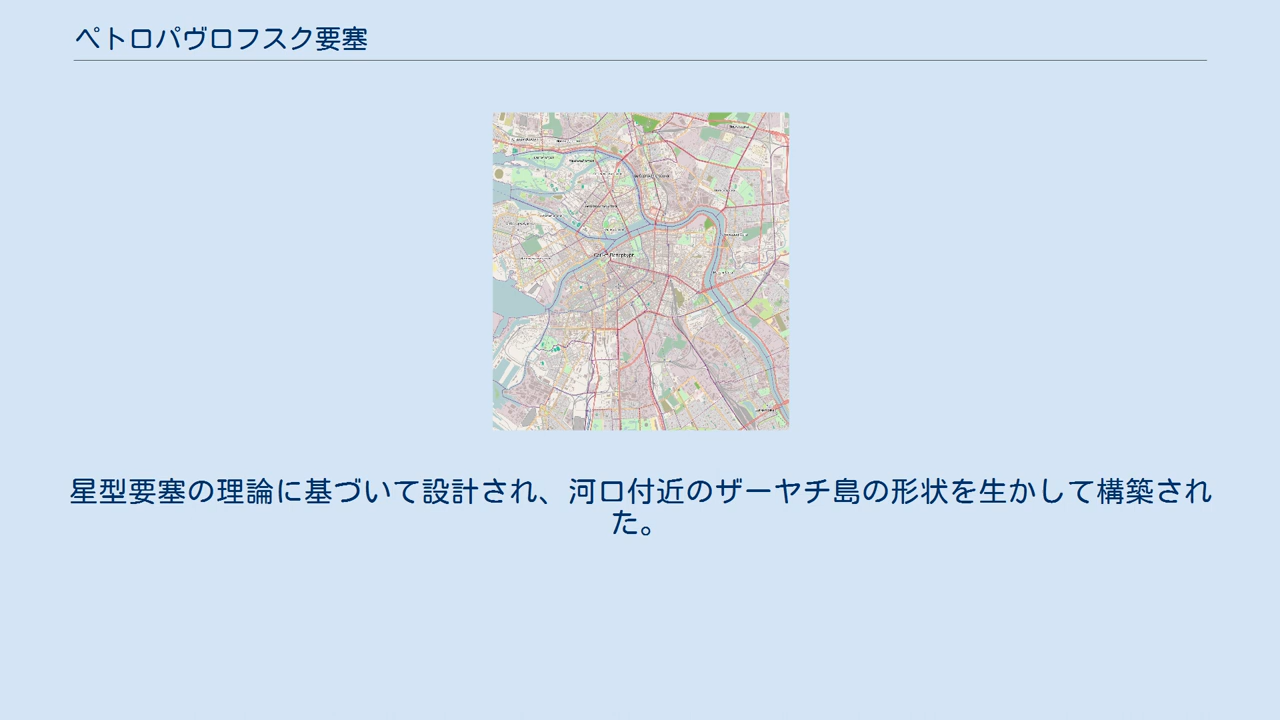 ペトロパヴロフスク要塞
星型要塞の理論に基づいて設計され、河口付近のザーヤチ島の形状を生かして構築され
た。